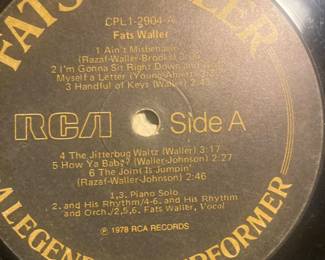 FATS WALLER
CPL1-2904-A
Fats Waller
1 Ain't Misbehavin'
(Razaf-Waller-Brooks)
2 I'm Gonna Sit Right Down and
Myself a Letter (Young-Ahlert)
3 Handful of Keys (Waller) 2:
RCA Side A
4 The Jitterbug Waltz (Waller) 3:17
5 How Ya Baby? (Waller-Johnson) 2:27
6 The Joint Is Jumpin'
(Razaf-Waller-Johnson) 2:46
1,3. Piano Solo
2. and His Rhythm/4-6. and His Rhythm
and Orch./2,5,6. Fats Waller, Vocal
℗ 1978 RCA RECORDS
A LEGENDARY PERFORMER